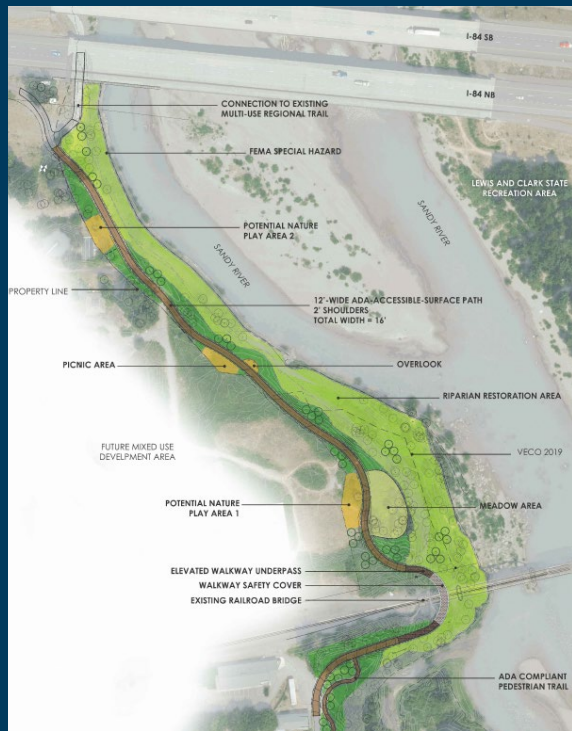 I-84 SB
I-84 NB
CONNECTION TO EXISTING
MULTI-USE REGIONAL TRAIL
FEMA SPECIAL HAZARD
LEWIS AND CLARK STATE
RECREATION AREA
SANDY RIVER
POTENTIAL NATURE
PLAY AREA 2
SANDY RIVER
PROPERTY LINE
12'-WIDE ADA-ACCESSIBLE-SURFACE PATH
2' SHOULDERS
TOTAL WIDTH = 16'
PICNIC AREA
OVERLOOK
RIPARIAN RESTORATION AREA
FUTURE MIXED USE
DEVELPMENT AREA
VECO 2019
POTENTIAL NATURE
PLAY AREA 1
MEADOW AREA
ELEVATED WALKWAY UNDERPASS
WALKWAY SAFETY COVER
EXISTING RAILROAD BRIDGE
ADA COMPLIANT
PEDESTRIAN TRAIL